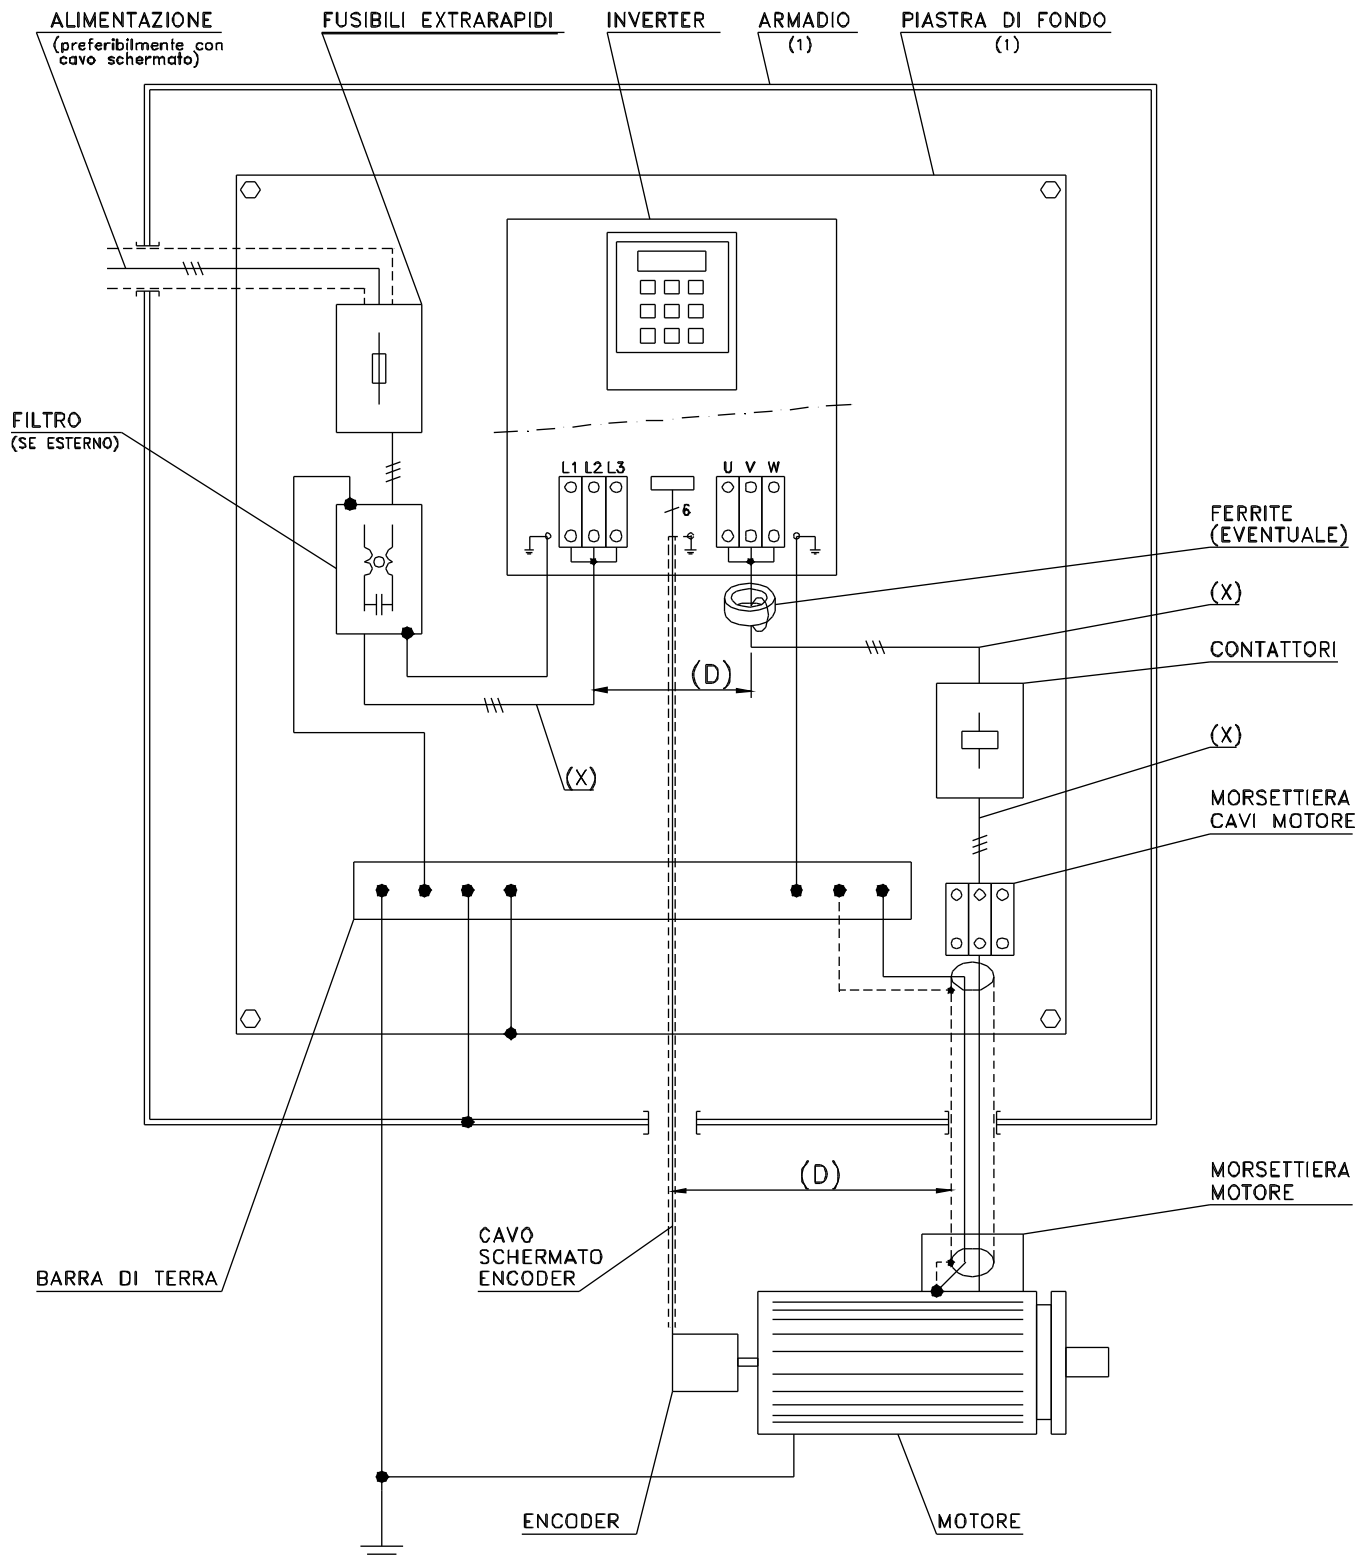 ALIMENTAZIONE
(preferibilmente con
cavo schermato)
FUSIBILI EXTRARAPIDI
INVERTER
ARMADIO
(1)
PIASTRA DI FONDO
(1)
FILTRO
(SE ESTERNO)
L1 L2 L3
6
U V W
FERRITE
(EVENTUALE)
(X)
CONTATTORI
(D)
(X)
(X)
MORSETTIERA
CAVI MOTORE
(D)
MORSETTIERA
MOTORE
CAVO
SCHERMATO
ENCODER
BARRA DI TERRA
ENCODER
MOTORE